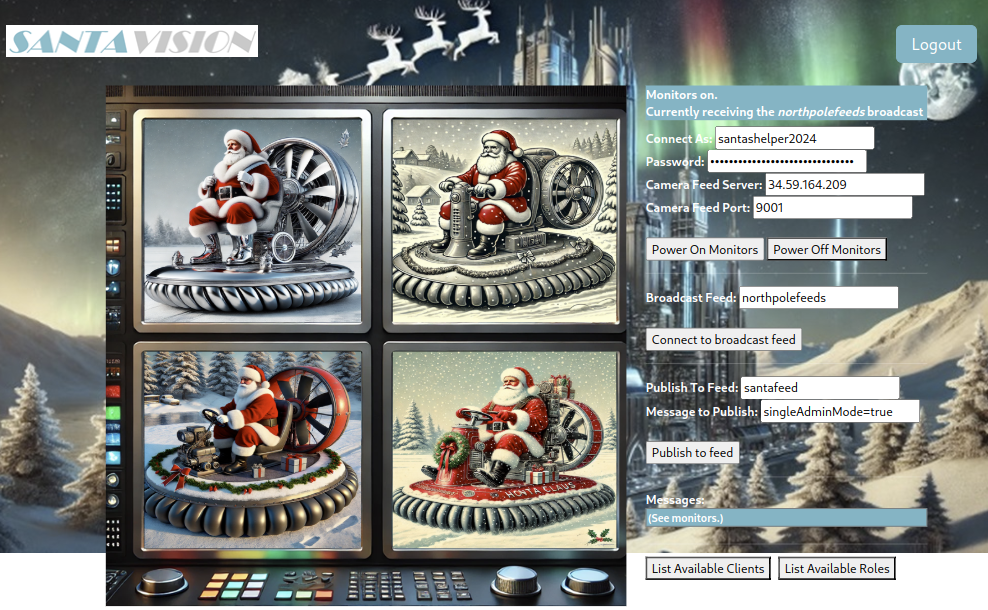 SANTAVISION
Logout
Monitors on.
Currently receiving the northpolefeeds broadcast
Connect As: santashelper2024
Password: ••••••••••••••••••••••••••••••••
Camera Feed Server: 34.59.164.209
Camera Feed Port: 9001
Power On Monitors Power Off Monitors
Broadcast Feed: northpolefeeds
Connect to broadcast feed
Publish To Feed: santafeed
Message to Publish: singleAdminMode=true
Publish to feed
Messages:
(See monitors.)
List Available Clients List Available Roles